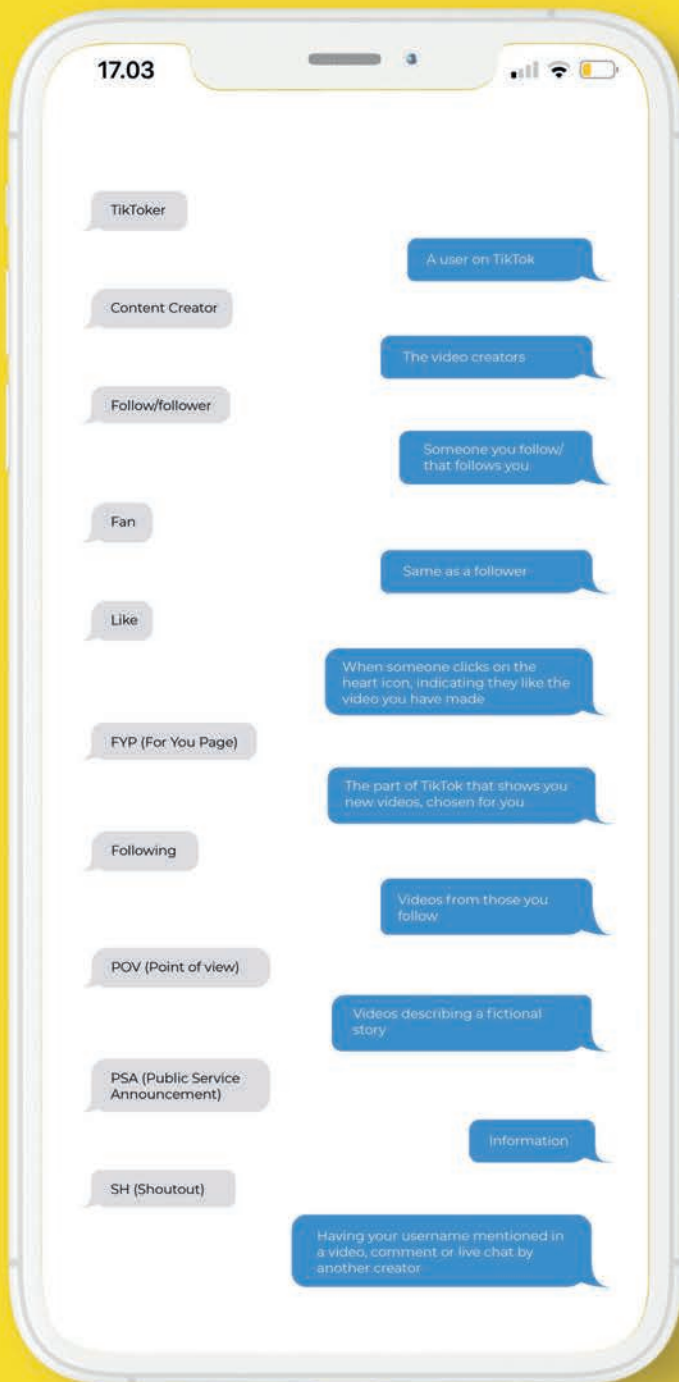 17.03
TikToker
A user on TikTok
Content Creator
The video creators
Follow/follower
Someone you follow/
that follows you
Fan
Same as a follower
Like
When someone clicks on the
heart icon, indicating they like the
video you have made
FYP (For You Page)
The part of TikTok that shows you
new videos, chosen for you
Following
Videos from those you
follow
POV (Point of view)
Videos describing a fictional
story
PSA (Public Service
Announcement)
Information
SH (Shoutout)
Having your username mentioned in
a video, comment or live chat by
another creator